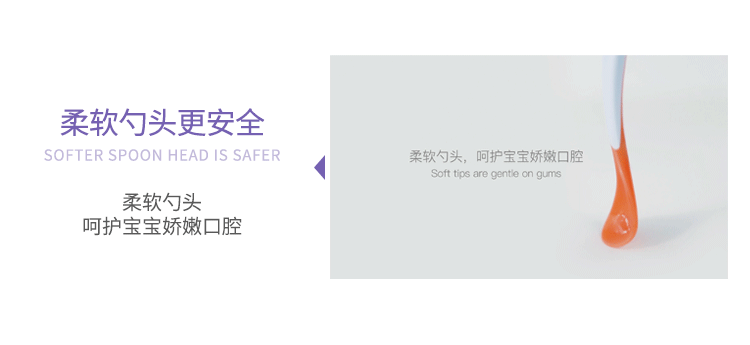 柔软勺头更安全
SOFTER SPOON HEAD IS SAFER
柔软勺头
呵护宝宝娇嫩口腔
柔软勺头，呵护宝宝娇嫩口腔
Soft tips are gentle on gums